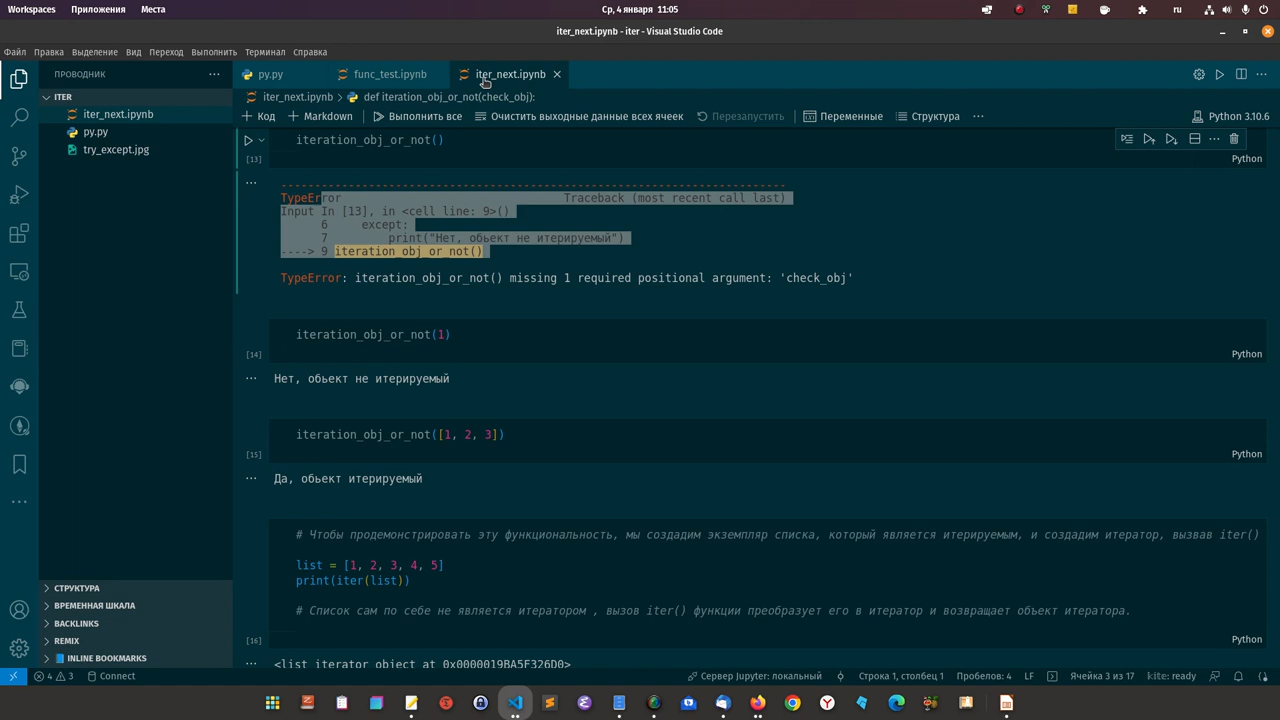 Workspaces Приложения Места Ср, 4 января 11:05 ru
iter_next.ipynb - iter - Visual Studio Code
Файл Правка Выделение Вид Переход Выполнить Терминал Справка
ПРОВОДНИК
py.py func_test.ipynb iter_next.ipynb
ITER
iter_next.ipynb > def iteration_obj_or_not(check_obj):
iter_next.ipynb
py.py
try_except.jpg
+ Код + Markdown Выполнить все Очистить выходные данные всех ячеек Перезапустить Переменные Структура Python 3.10.6
iteration_obj_or_not()
[13] Python
--------------------------------------------------------------------------
TypeError Traceback (most recent call last)
Input In [13], in <cell line: 9>()
6 except:
7 print("Нет, обьект не итерируемый")
----> 9 iteration_obj_or_not()
TypeError: iteration_obj_or_not() missing 1 required positional argument: 'check_obj'
iteration_obj_or_not(1)
[14] Python
Нет, обьект не итерируемый
iteration_obj_or_not([1, 2, 3])
[15] Python
Да, обьект итерируемый
# Чтобы продемонстрировать эту функциональность, мы создадим экземпляр списка, который является итерируемым, и создадим итератор, вызвав iter()
list = [1, 2, 3, 4, 5]
print(iter(list))
# Список сам по себе не является итератором , вызов iter() функции преобразует его в итератор и возвращает объект итератора.
[16] Python
<list_iterator object at 0x0000019BA5F326D0>
СТРУКТУРА
ВРЕМЕННАЯ ШКАЛА
BACKLINKS
REMIX
INLINE BOOKMARKS
4 3 Connect Сервер Jupyter: локальный Строка 1, столбец 1 Пробелов: 4 LF Ячейка 3 из 17 kite: ready